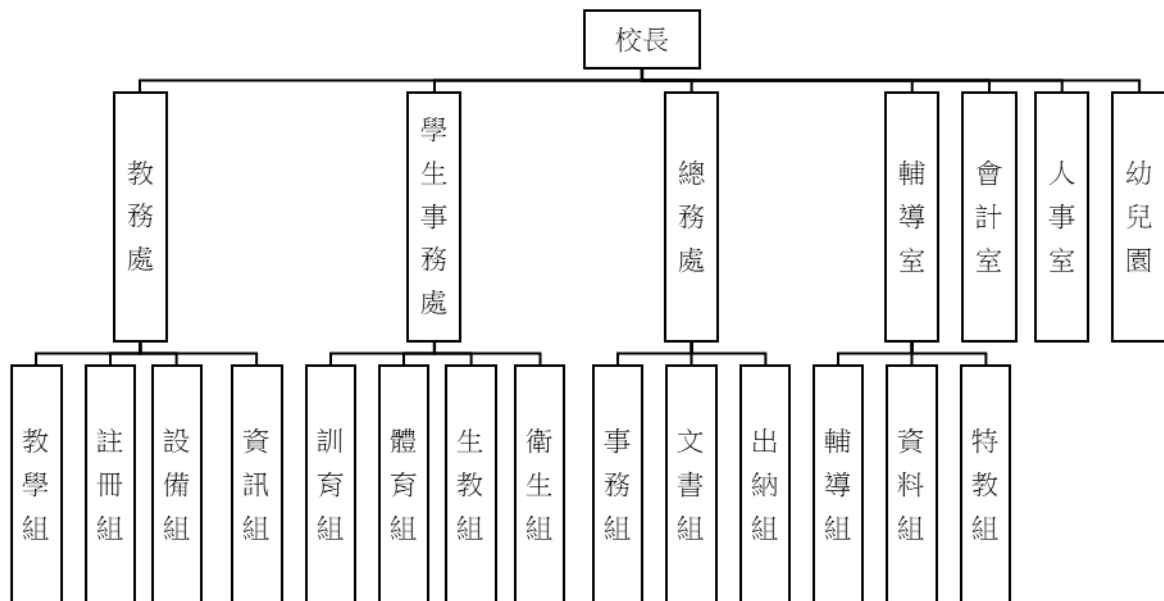 校長
教務處
學生事務處
總務處
輔導室
會計室
人事室
幼兒園
教學組
註冊組
設備組
資訊組
訓育組
體育組
生教組
衛生組
事務組
文書組
出納組
輔導組
資料組
特教組